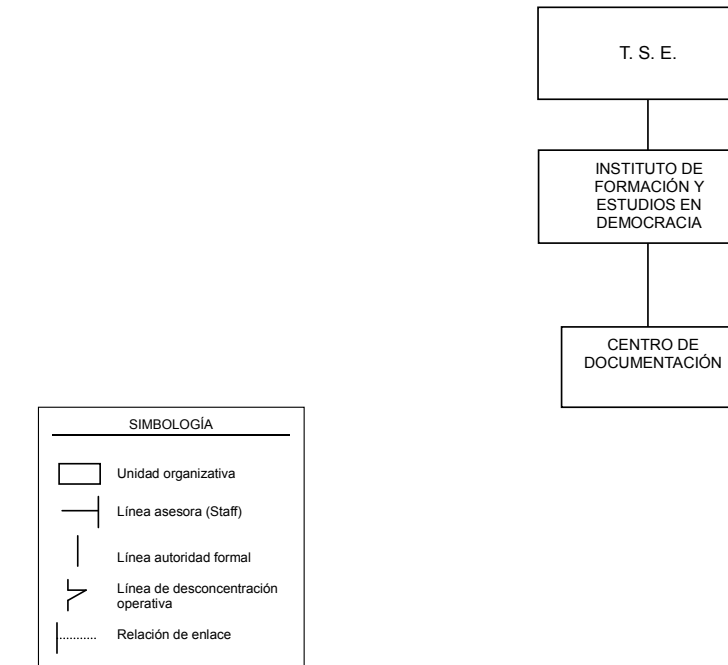 T. S. E.
INSTITUTO DE
FORMACIÓN Y
ESTUDIOS EN
DEMOCRACIA
CENTRO DE
DOCUMENTACIÓN
SIMBOLOGÍA
Unidad organizativa
Línea asesora (Staff)
Línea autoridad formal
Línea de desconcentración
operativa
Relación de enlace